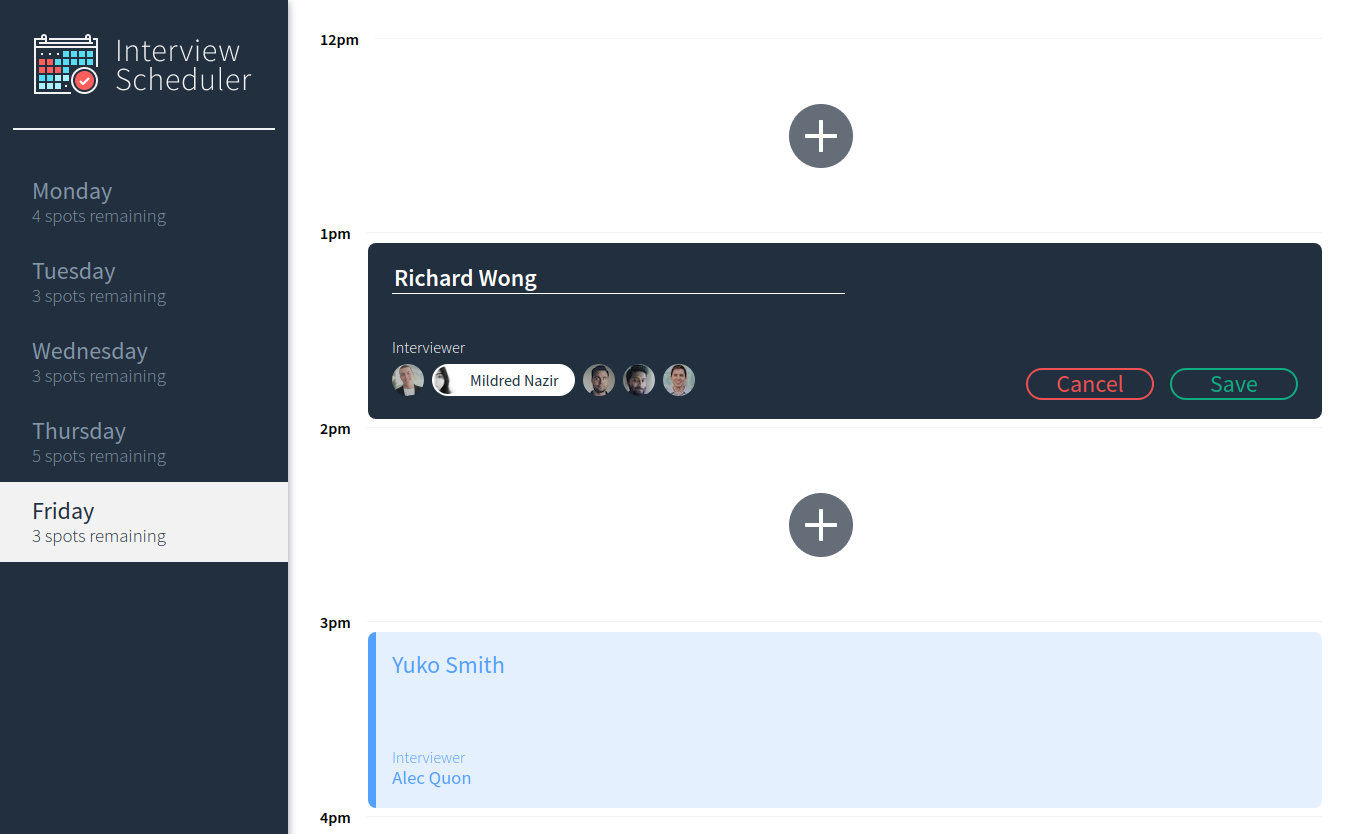 Interview
Scheduler
Monday
4 spots remaining
Tuesday
3 spots remaining
Wednesday
3 spots remaining
Thursday
5 spots remaining
Friday
3 spots remaining
12pm
1pm
Richard Wong
Interviewer
Mildred Nazir
Cancel
Save
2pm
3pm
Yuko Smith
Interviewer
Alec Quon
4pm